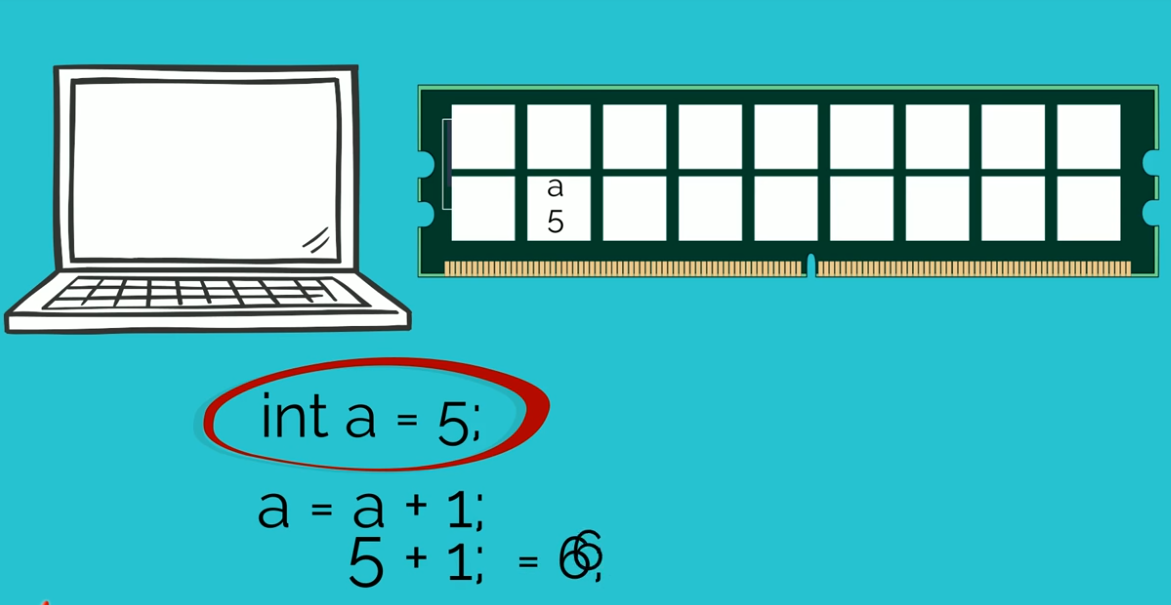 a
5
int a = 5;
a = a + 1;
5 + 1; = 6;